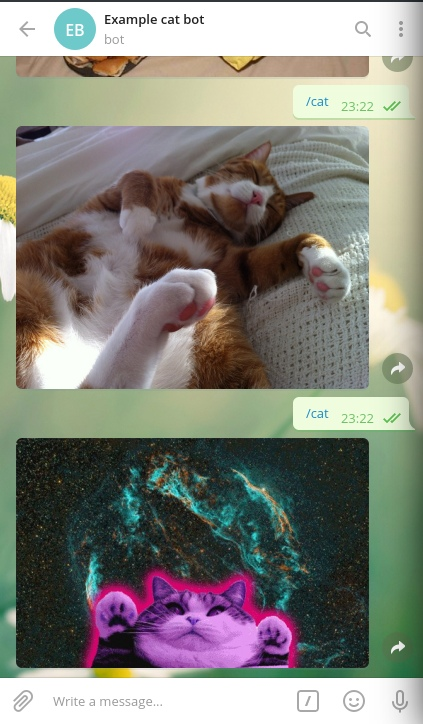 EB
Example cat bot
bot
/cat
23:22
/cat
23:22
Write a message...
/